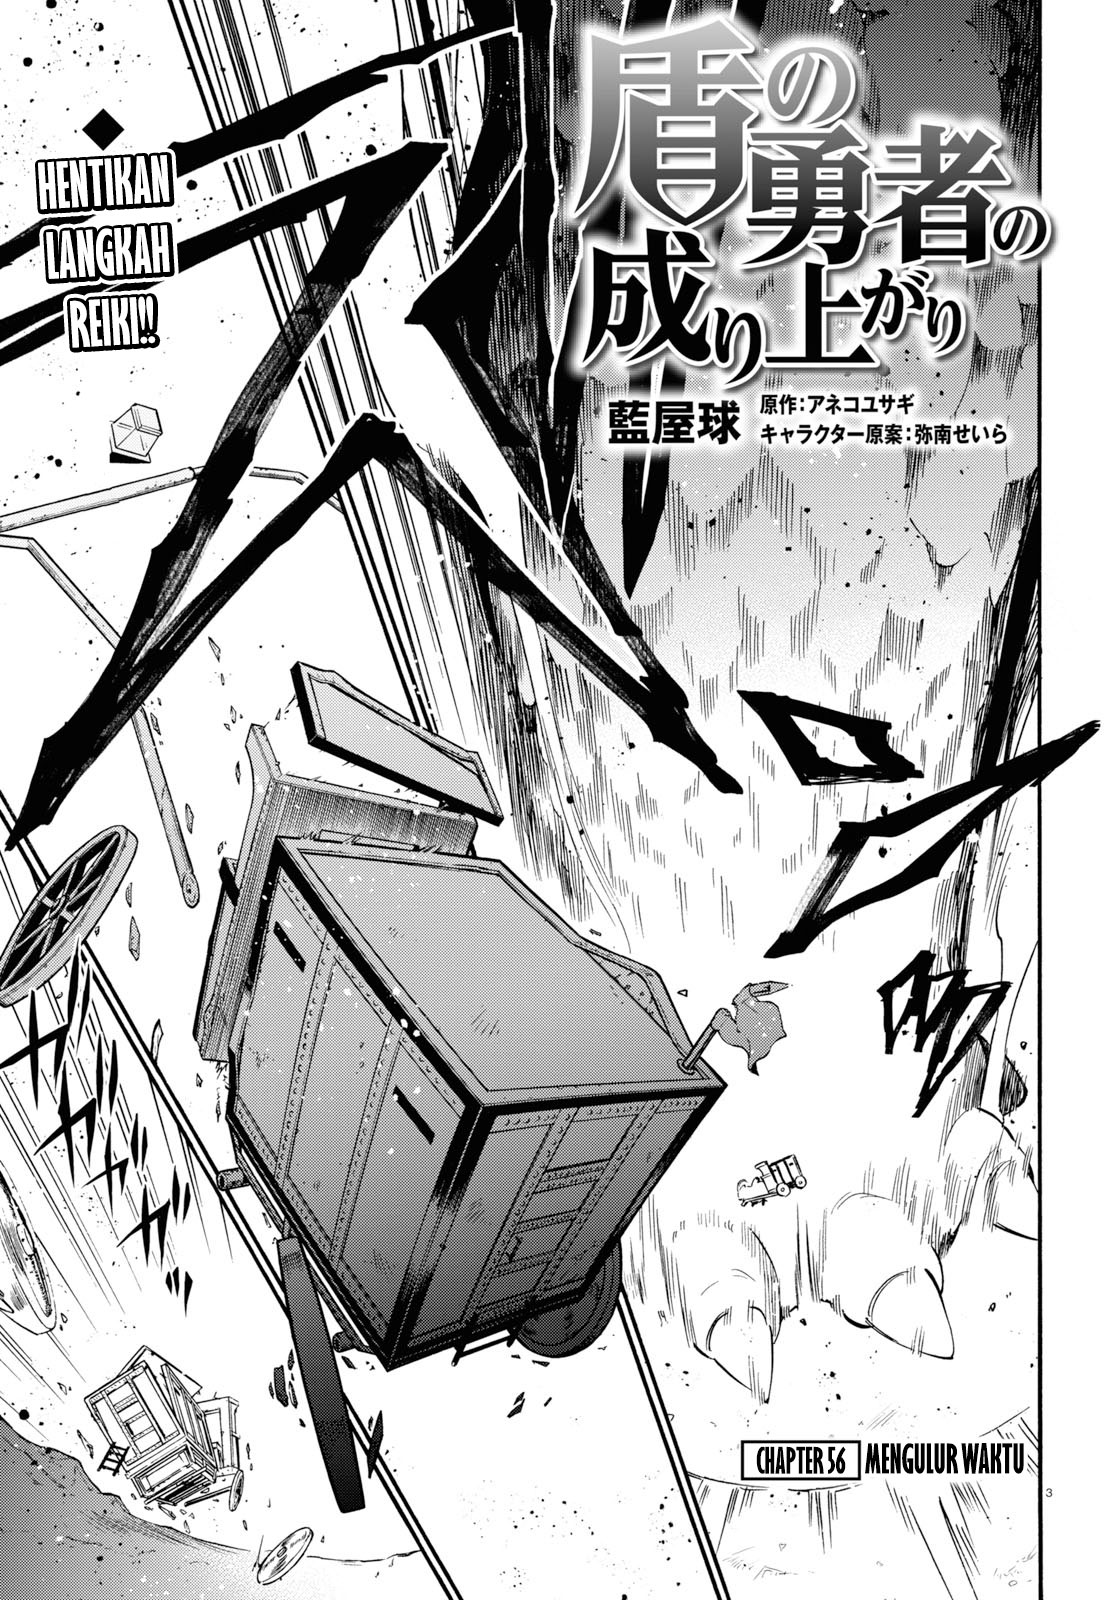 盾の
勇者の
成り上がり
藍屋球
原作：アネコユサギ
キャラクター原案：弥南せいら
HENTIKAN
LANGKAH
REIKI!!
CHAPTER 56 MENGULUR WAKTU
3